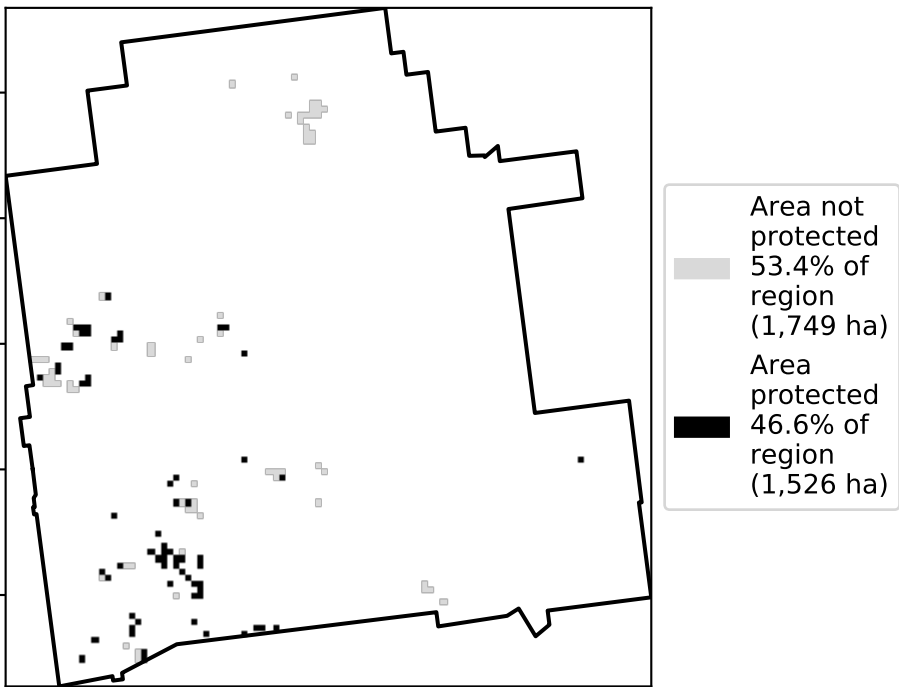 Area not
protected
53.4% of
region
(1,749 ha)
Area
protected
46.6% of
region
(1,526 ha)